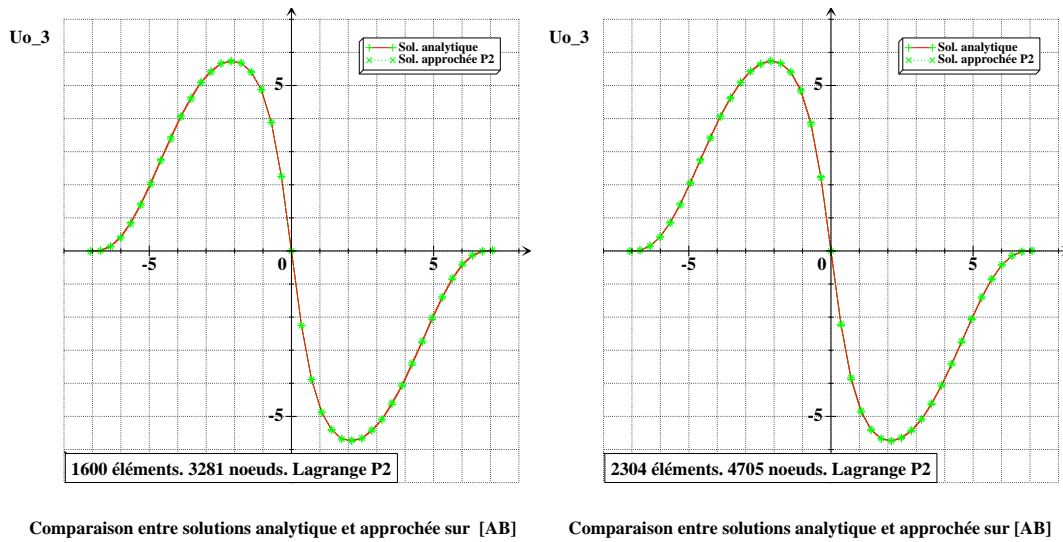 Uo_3
Sol. analytique
Sol. approchée P2
5
-5
0
5
-5
1600 éléments. 3281 noeuds. Lagrange P2
Comparaison entre solutions analytique et approchée sur [AB]
Uo_3
Sol. analytique
Sol. approchée P2
5
-5
0
5
-5
2304 éléments. 4705 noeuds. Lagrange P2
Comparaison entre solutions analytique et approchée sur [AB]